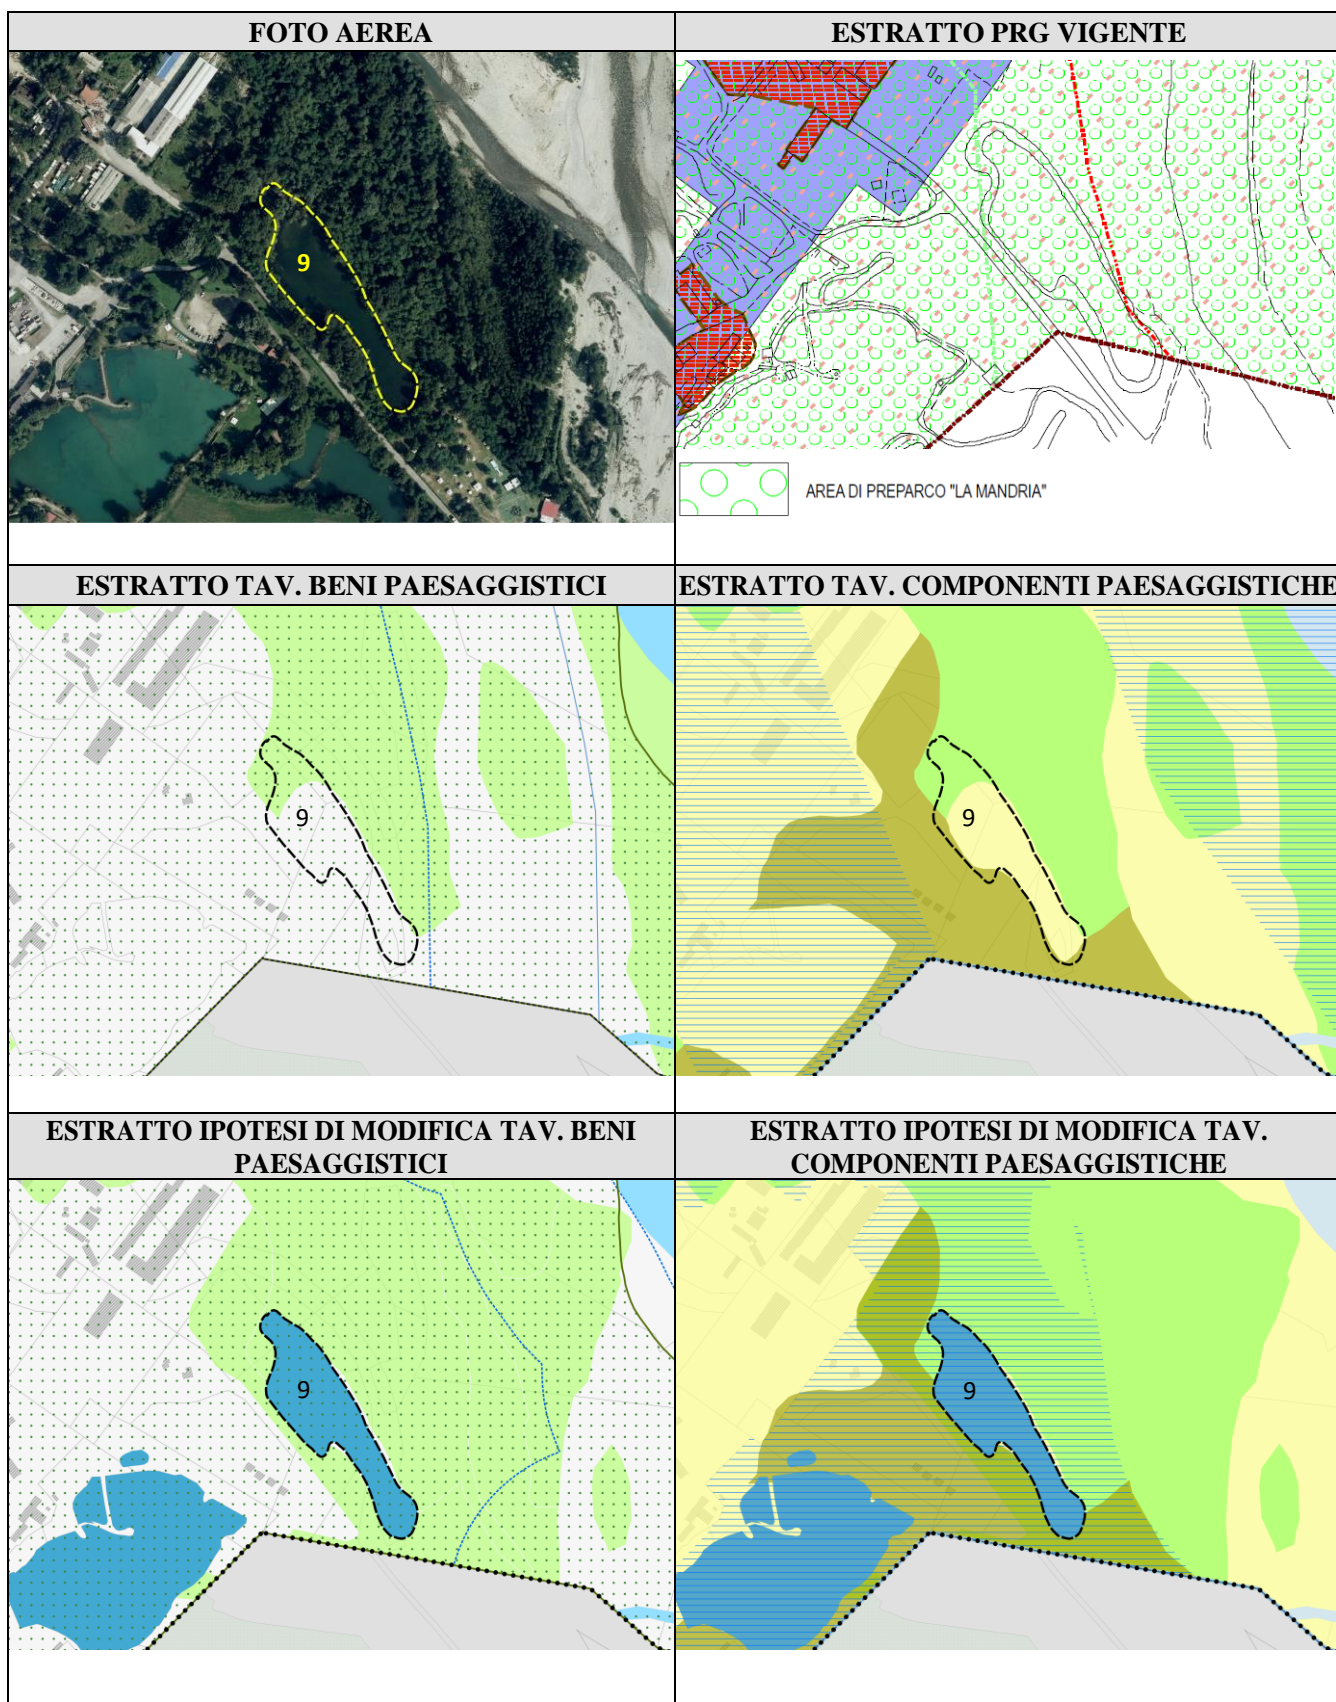 FOTO AEREA
ESTRATTO PRG VIGENTE
9
AREA DI PREPARCO "LA MANDRIA"
ESTRATTO TAV. BENI PAESAGGISTICI
ESTRATTO TAV. COMPONENTI PAESAGGISTICHE
9
9
ESTRATTO IPOTESI DI MODIFICA TAV. BENI
PAESAGGISTICI
ESTRATTO IPOTESI DI MODIFICA TAV.
COMPONENTI PAESAGGISTICHE
9
9